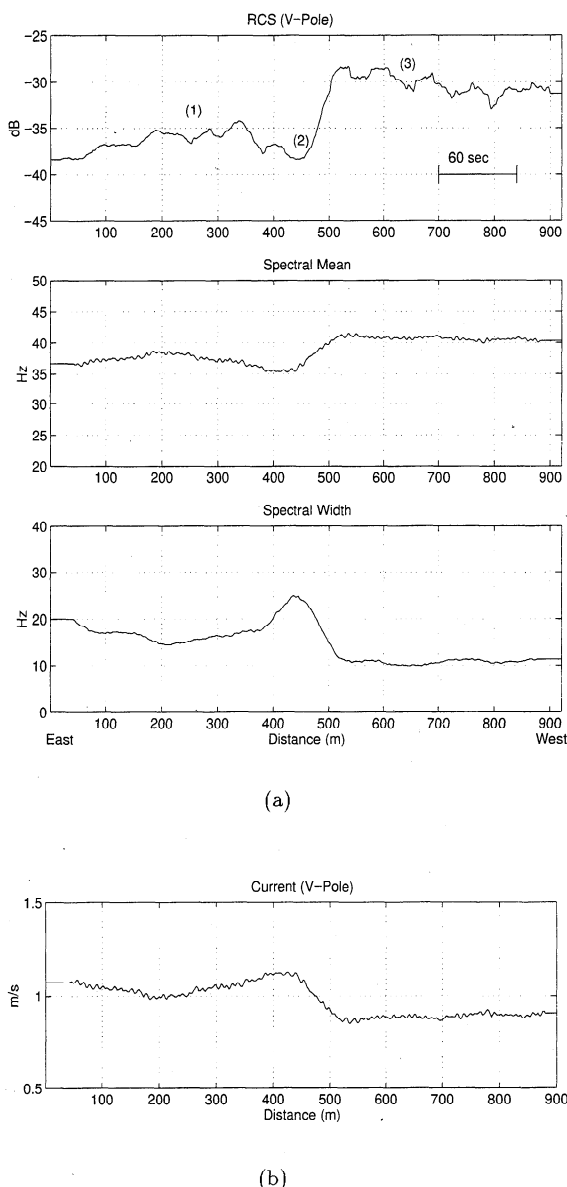 RCS (V−Pole)
−25
−30
−35
−40
−45
dB
(1)
(2)
(3)
60 sec
100 200 300 400 500 600 700 800 900
Spectral Mean
50
45
40
35
30
25
20
Hz
100 200 300 400 500 600 700 800 900
Spectral Width
40
30
20
10
0
Hz
100 200 300 400 500 600 700 800 900
East Distance (m) West
(a)
Current (V−Pole)
1.5
1
0.5
m/s
100 200 300 400 500 600 700 800 900
Distance (m)
(b)